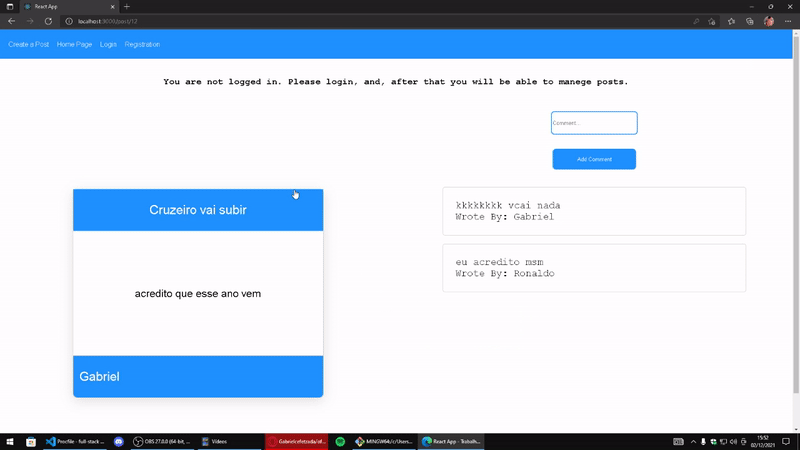 React App
localhost:3000/post/12
Create a Post Home Page Login Registration
You are not logged in. Please login, and, after that you will be able to manege posts.
Comment...
Add Comment
Cruzeiro vai subir
acredito que esse ano vem
Gabriel
kkkkkkkk vcai nada
Wrote By: Gabriel
eu acredito msm
Wrote By: Ronaldo
Procfile - full-stack ...
OBS 27.0.0 (64-bit, ...
Vídeos
MINGW64:/c/Users...
React App - Trabalh...
15:52
02/12/2021